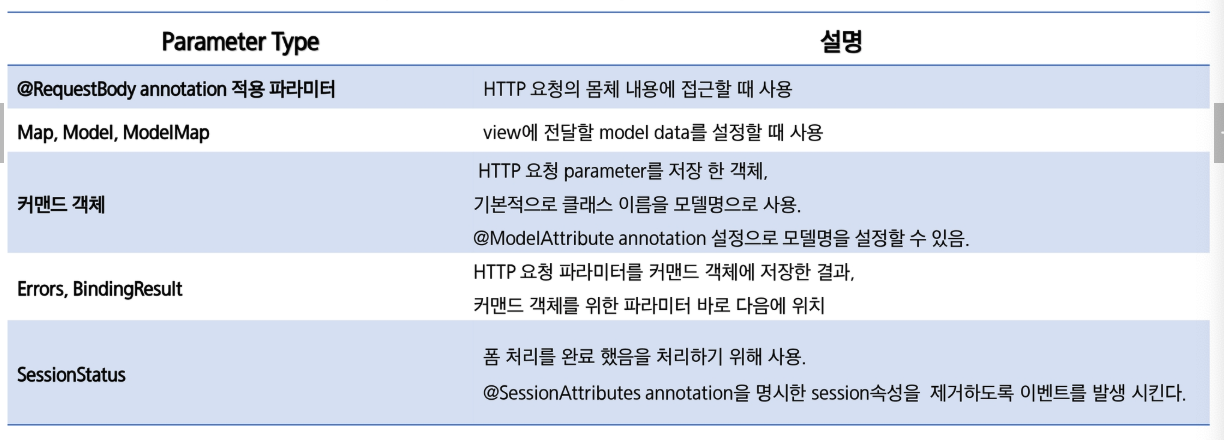 Parameter Type 설명
@RequestBody annotation 적용 파라미터 HTTP 요청의 몸체 내용에 접근할 때 사용
Map, Model, ModelMap view에 전달할 model data를 설정할 때 사용
커맨드 객체
HTTP 요청 parameter를 저장 한 객체,
기본적으로 클래스 이름을 모델명으로 사용.
@ModelAttribute annotation 설정으로 모델명을 설정할 수 있음.
Errors, BindingResult
HTTP 요청 파라미터를 커맨드 객체에 저장한 결과,
커맨드 객체를 위한 파라미터 바로 다음에 위치
SessionStatus
폼 처리를 완료 했음을 처리하기 위해 사용.
@SessionAttributes annotation을 명시한 session속성을 제거하도록 이벤트를 발생 시킨다.